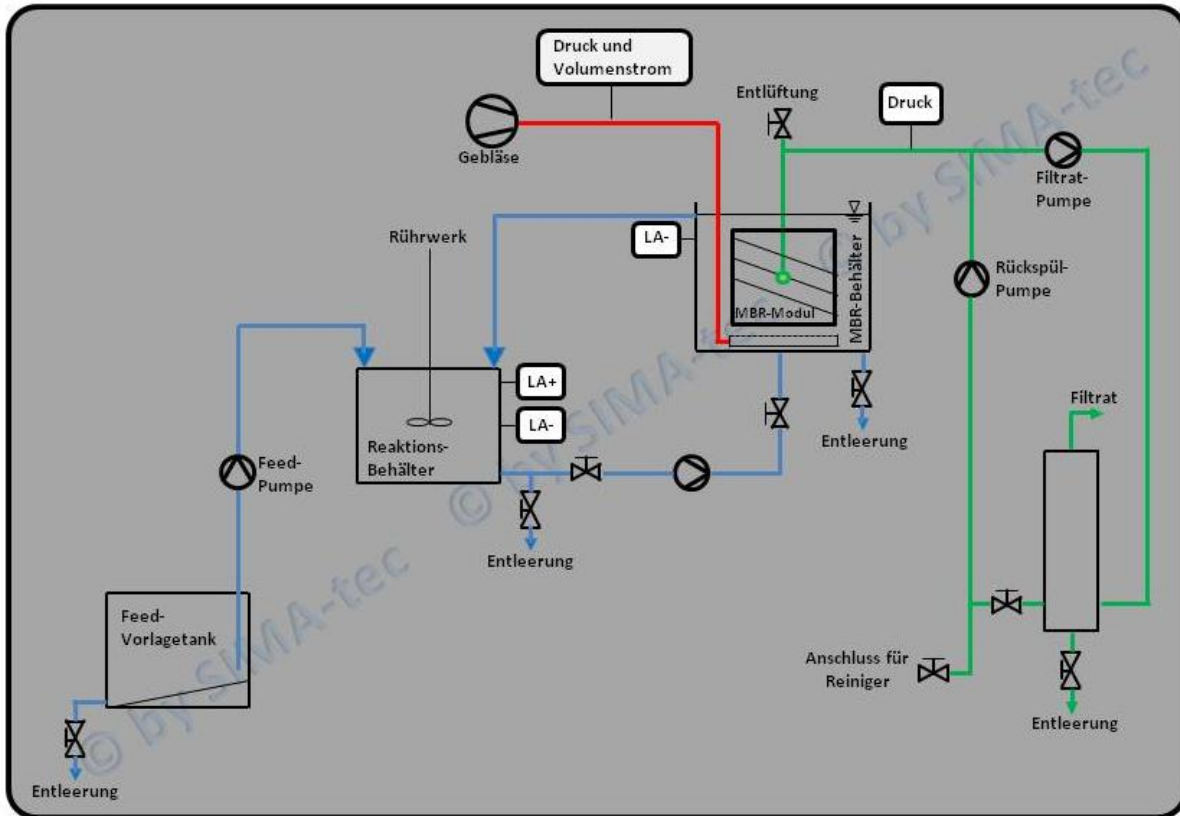 Druck und
Volumenstrom
Entlüftung
Druck
Gebläse
Filtrat-
Pumpe
Rührwerk
LA-
MBR-Modul
MBR-Behälter
Rückspül-
Pumpe
LA+
LA-
Reaktions-
Behälter
Feed-
Pumpe
Entleerung
Filtrat
Entleerung
Feed-
Vorlagetank
Anschluss für
Reiniger
Entleerung
Entleerung
© by SIMA-tec
© by SIMA-tec
© by SIMA-tec
© by SIMA-tec